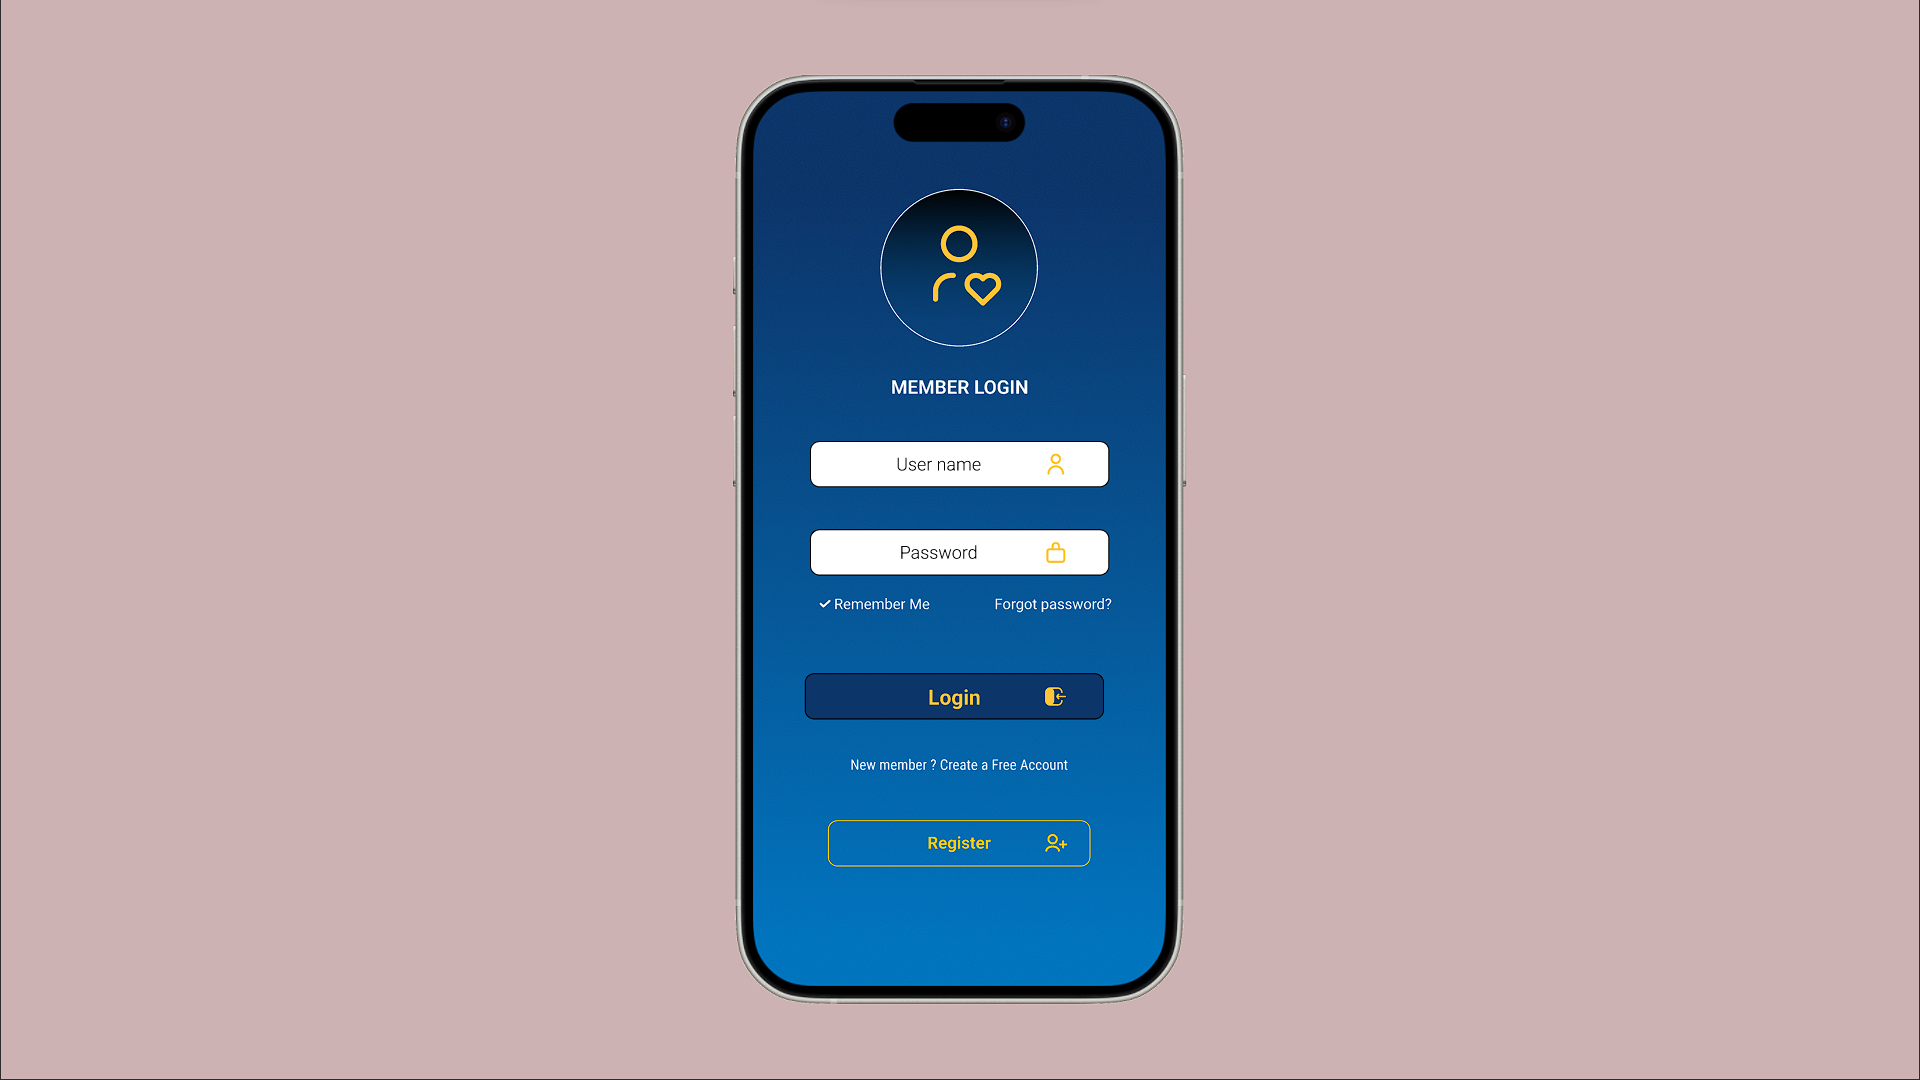 MEMBER LOGIN
User name
Password
Remember Me
Forgot password?
Login
New member ? Create a Free Account
Register